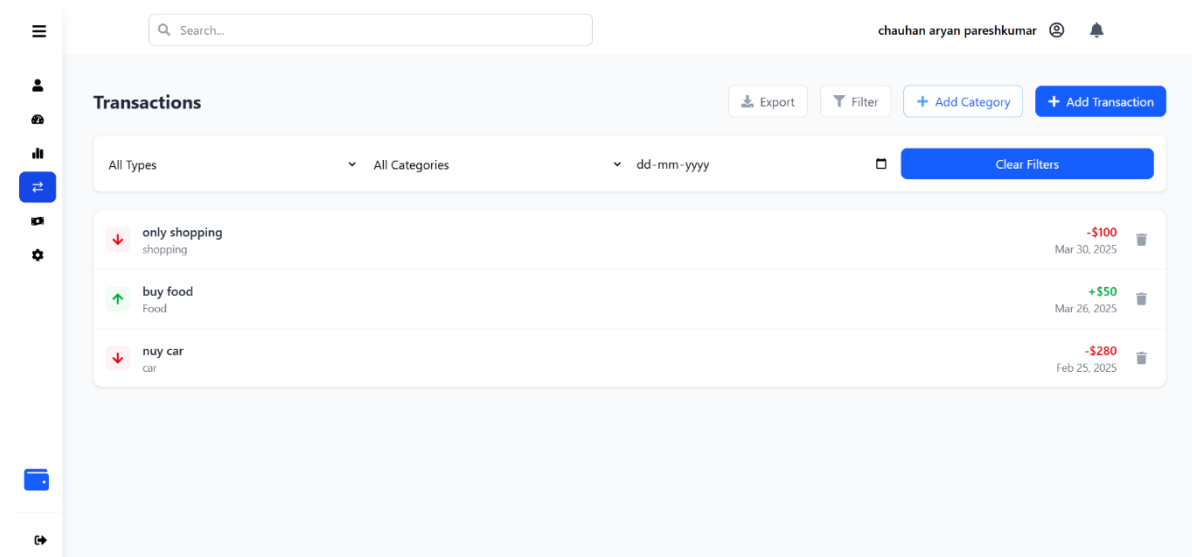 Search...
chauhan aryan pareshkumar
Transactions
Export
Filter
+ Add Category
+ Add Transaction
All Types
All Categories
dd-mm-yyyy
Clear Filters
only shopping
shopping
-$100
Mar 30, 2025
buy food
Food
+$50
Mar 26, 2025
nuy car
car
-$280
Feb 25, 2025